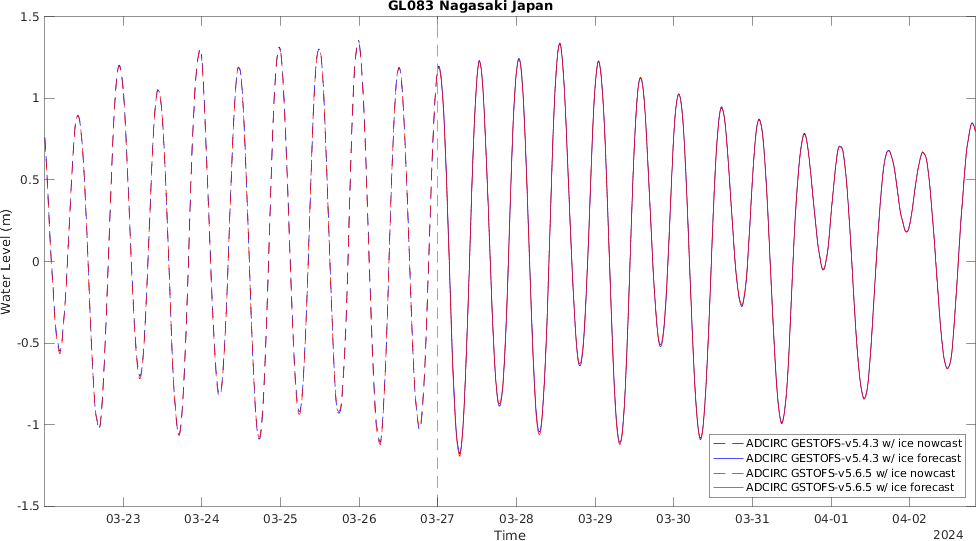 GL083 Nagasaki Japan
1.5
1
0.5
0
-0.5
-1
-1.5
Water Level (m)
03-23 03-24 03-25 03-26 03-27 03-28 03-29 03-30 03-31 04-01 04-02
Time
2024
ADCIRC GESTOFS-v5.4.3 w/ ice nowcast
ADCIRC GESTOFS-v5.4.3 w/ ice forecast
ADCIRC GSTOFS-v5.6.5 w/ ice nowcast
ADCIRC GSTOFS-v5.6.5 w/ ice forecast